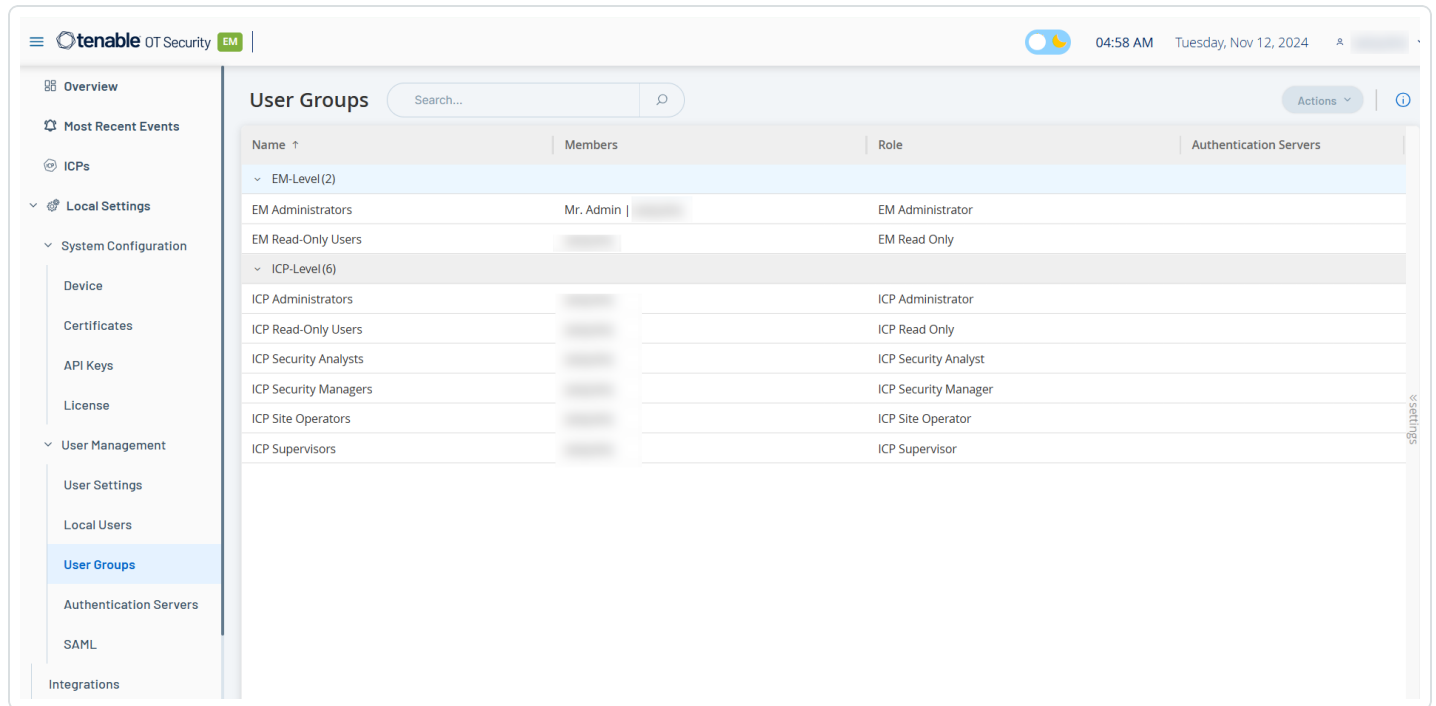 tenable OT Security EM
04:58 AM Tuesday, Nov 12, 2024
Overview
Most Recent Events
ICPs
Local Settings
System Configuration
Device
Certificates
API Keys
License
User Management
User Settings
Local Users
User Groups
Authentication Servers
SAML
Integrations
User Groups Search... Actions
Name ↑ Members Role Authentication Servers
EM-Level (2)
EM Administrators Mr. Admin | EM Administrator
EM Read-Only Users EM Read Only
ICP-Level (6)
ICP Administrators ICP Administrator
ICP Read-Only Users ICP Read Only
ICP Security Analysts ICP Security Analyst
ICP Security Managers ICP Security Manager
ICP Site Operators ICP Site Operator
ICP Supervisors ICP Supervisor
«settings